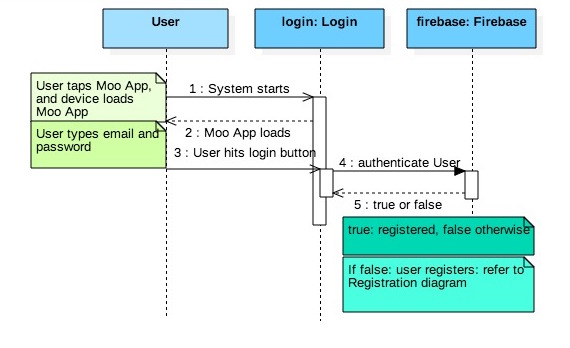 User
login: Login
firebase: Firebase
User taps Moo App,
and device loads
Moo App
1 : System starts
2 : Moo App loads
User types email and
password
3 : User hits login button
4 : authenticate User
5 : true or false
true: registered, false otherwise
If false: user registers: refer to
Registration diagram